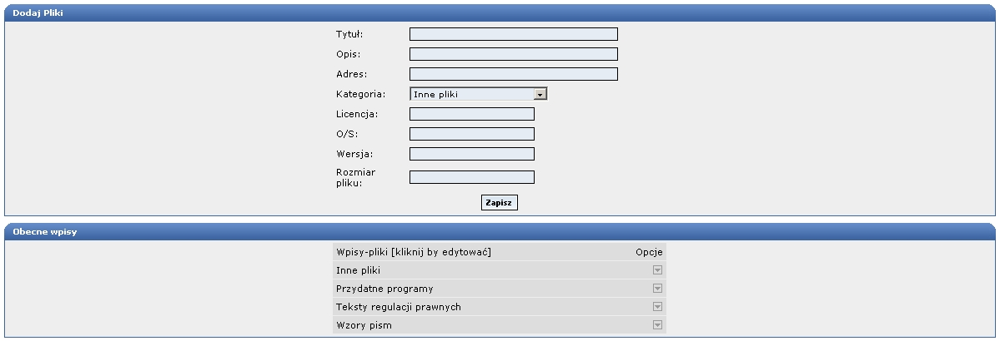 Dodaj Pliki
Tytuł:
Opis:
Adres:
Kategoria: Inne pliki
Licencja:
O/S:
Wersja:
Rozmiar
pliku:
Zapisz
Obecne wpisy
Wpisy-pliki [kliknij by edytować] Opcje
Inne pliki
Przydatne programy
Teksty regulacji prawnych
Wzory pism